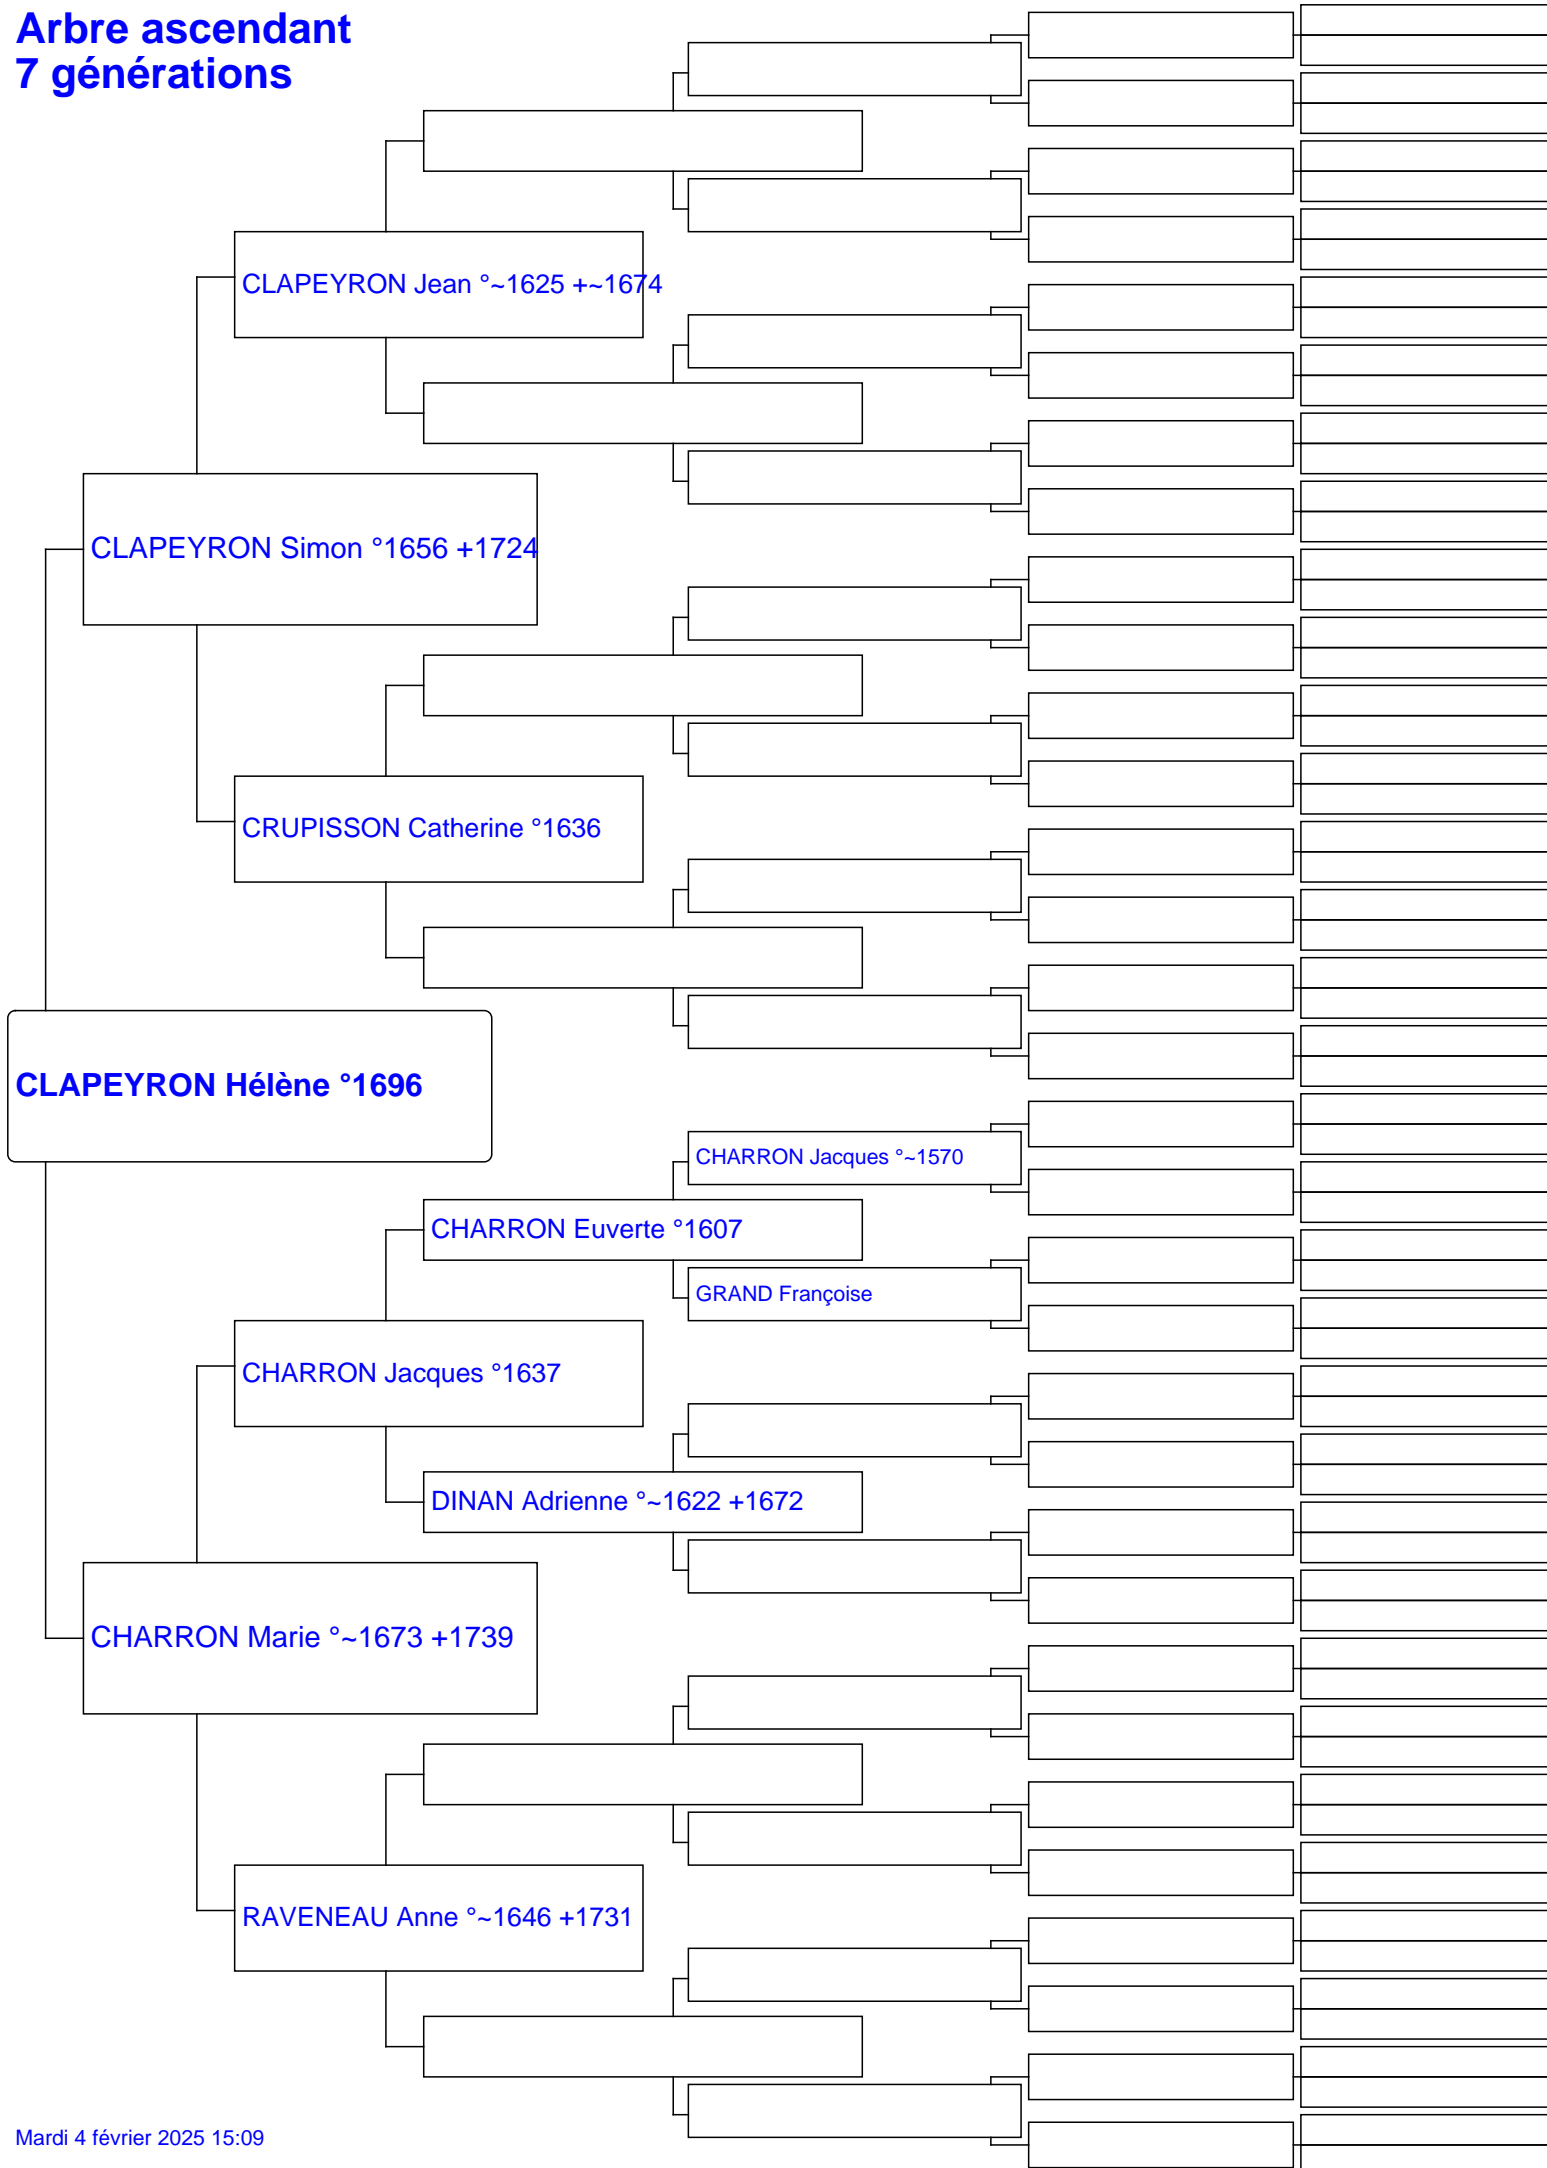 Arbre ascendant
7 générations
CLAPEYRON Jean °~1625 +~1674
CLAPEYRON Simon °1656 +1724
CRUPISSON Catherine °1636
CLAPEYRON Hélène °1696
CHARRON Jacques °~1570
CHARRON Euverte °1607
GRAND Françoise
CHARRON Jacques °1637
DINAN Adrienne °~1622 +1672
CHARRON Marie °~1673 +1739
RAVENEAU Anne °~1646 +1731
Mardi 4 février 2025 15:09